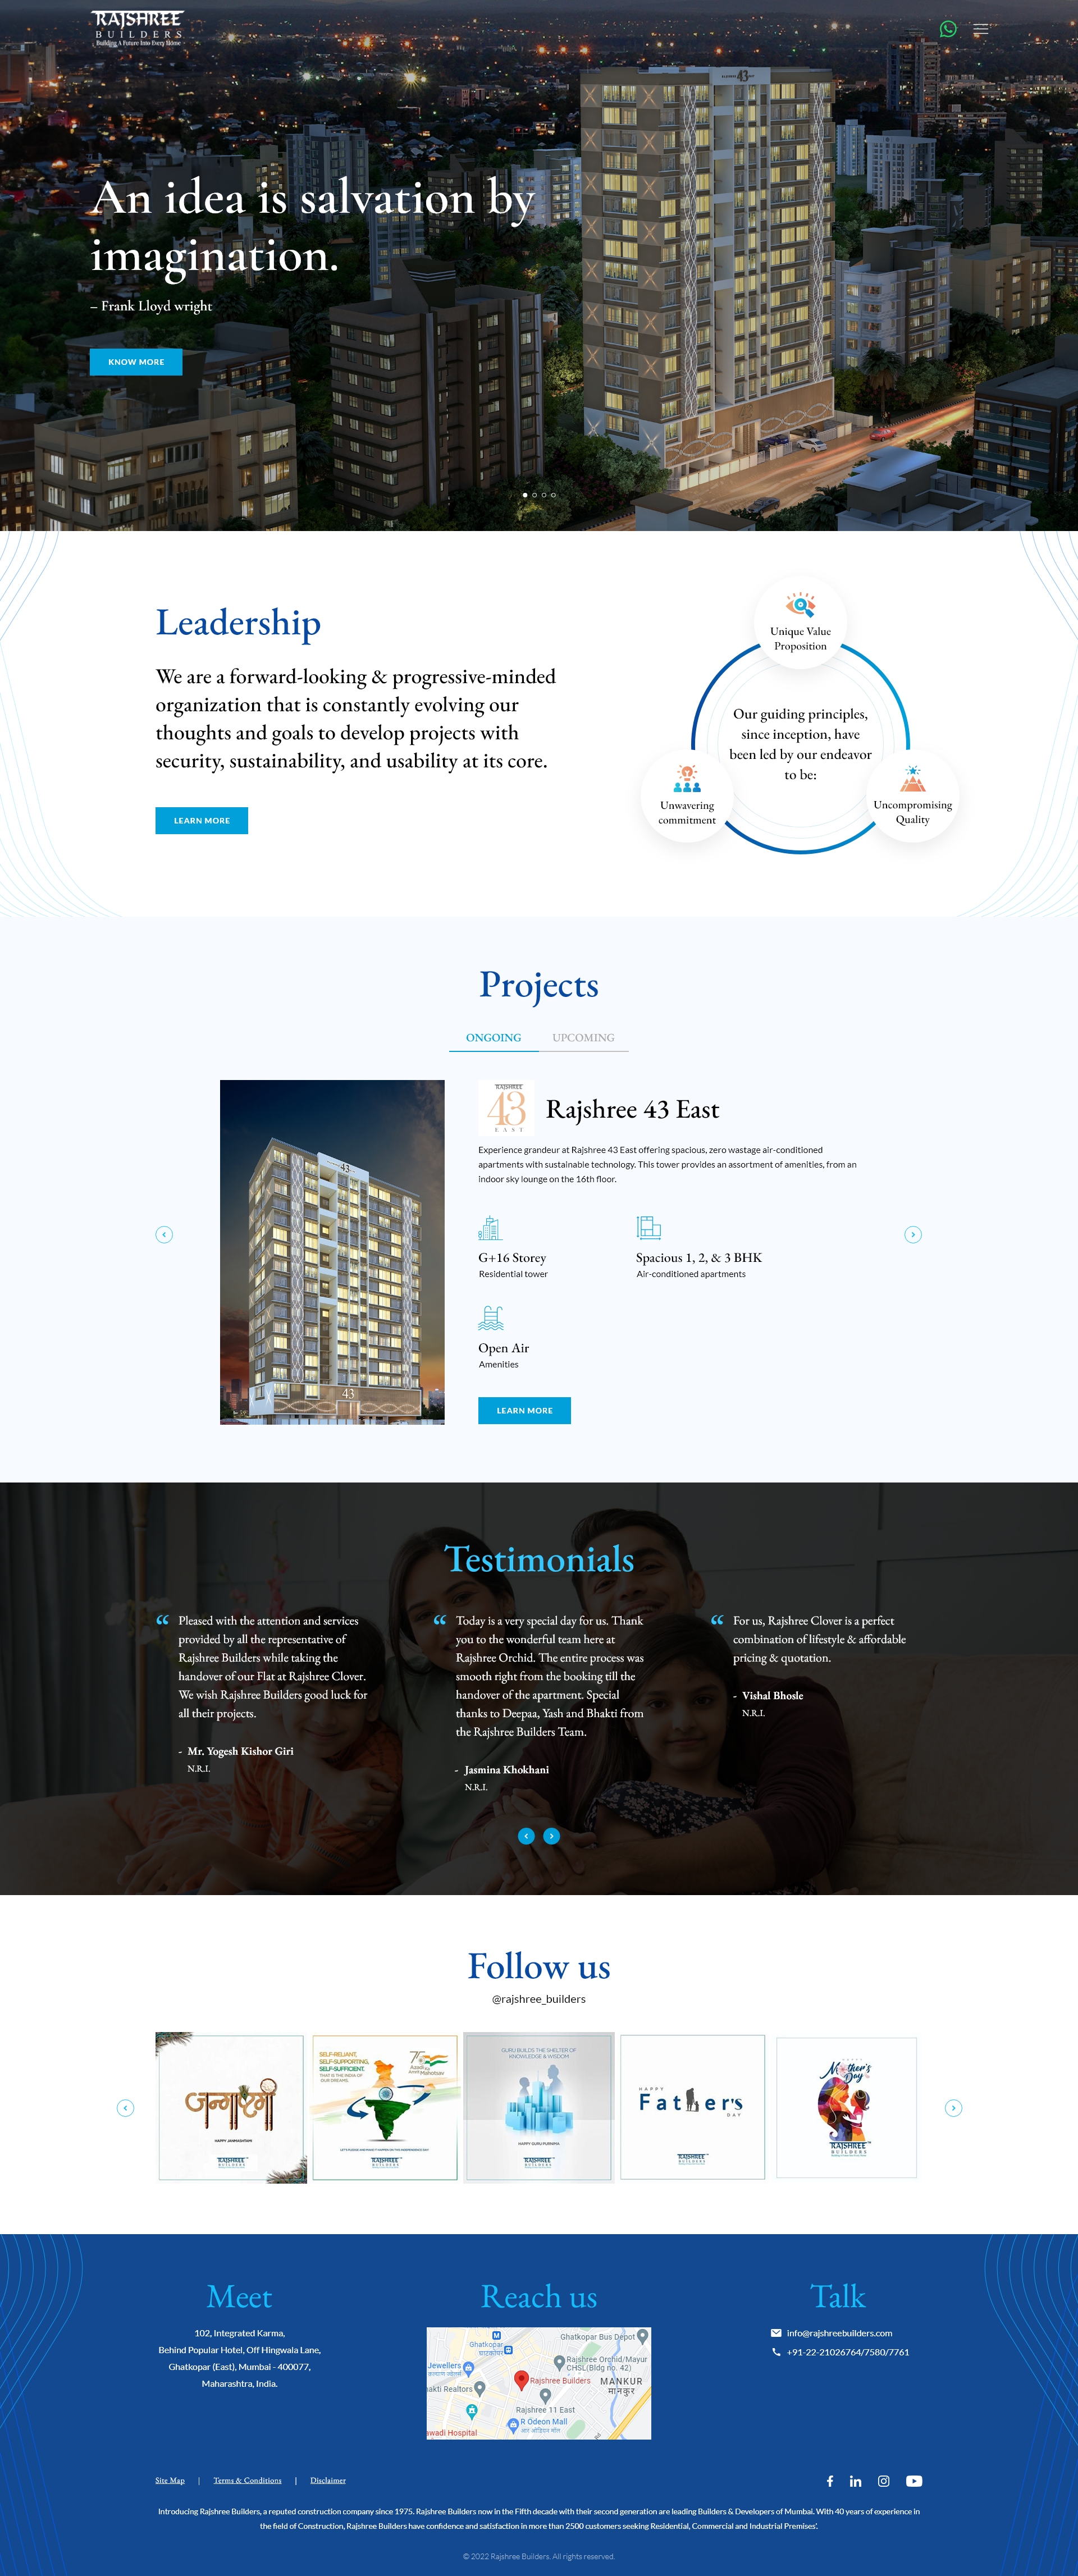 RAJSHREE
BUILDERS
Building A Future Into Every Home
43
An idea is salvation by
imagination.
– Frank Lloyd wright
KNOW MORE
Leadership
We are a forward-looking & progressive-minded
organization that is constantly evolving our
thoughts and goals to develop projects with
security, sustainability, and usability at its core.
LEARN MORE
Unique Value
Proposition
Our guiding principles,
since inception, have
been led by our endeavor
to be:
Unwavering
commitment
Uncompromising
Quality
Projects
ONGOING
UPCOMING
43
43
RAJSHREE
43
EAST
Rajshree 43 East
Experience grandeur at Rajshree 43 East offering spacious, zero wastage air-conditioned
apartments with sustainable technology. This tower provides an assortment of amenities, from an
indoor sky lounge on the 16th floor.
G+16 Storey
Residential tower
Spacious 1, 2, & 3 BHK
Air-conditioned apartments
Open Air
Amenities
LEARN MORE
Testimonials
“ Pleased with the attention and services
provided by all the representative of
Rajshree Builders while taking the
handover of our Flat at Rajshree Clover.
We wish Rajshree Builders good luck for
all their projects.
- Mr. Yogesh Kishor Giri
N.R.I.
“ Today is a very special day for us. Thank
you to the wonderful team here at
Rajshree Orchid. The entire process was
smooth right from the booking till the
handover of the apartment. Special
thanks to Deepaa, Yash and Bhakti from
the Rajshree Builders Team.
- Jasmina Khokhani
N.R.I.
“ For us, Rajshree Clover is a perfect
combination of lifestyle & affordable
pricing & quotation.
- Vishal Bhosle
N.R.I.
Follow us
@rajshree_builders
जन्माष्टमी
HAPPY JANMASHTAMI
RAJSHREE
BUILDERS
SELF-RELIANT,
SELF-SUPPORTING,
SELF-SUFFICIENT.
THAT IS THE INDIA OF
OUR DREAMS.
Azadi Ka
Amrit Mahotsav
RAJSHREE
BUILDERS
GURU BUILDS THE SHELTER OF
KNOWLEDGE & WISDOM
HAPPY GURU PURNIMA
RAJSHREE
BUILDERS
HAPPY
Father's
DAY
RAJSHREE
BUILDERS
HAPPY
Mother's
Day
RAJSHREE
BUILDERS
Meet
102, Integrated Karma,
Behind Popular Hotel, Off Hingwala Lane,
Ghatkopar (East), Mumbai - 400077,
Maharashtra, India.
Reach us
Ghatkopar
घाटकोपर
Ghatkopar Bus Depot
Jewellers
Rajshree Orchid/Mayur
CHSL(Bldg no. 42)
Rajshree Builders
MANKUR
मानकुर
akti Realtors
Rajshree 11 East
R Odeon Mall
आर ओडियन मॉल
awadi Hospital
Rd
Talk
info@rajshreebuilders.com
+91-22-21026764/7580/7761
Site Map | Terms & Conditions | Disclaimer
Introducing Rajshree Builders, a reputed construction company since 1975. Rajshree Builders now in the Fifth decade with their second generation are leading Builders & Developers of Mumbai. With 40 years of experience in
the field of Construction, Rajshree Builders have confidence and satisfaction in more than 2500 customers seeking Residential, Commercial and Industrial Premises'.
© 2022 Rajshree Builders. All rights reserved.